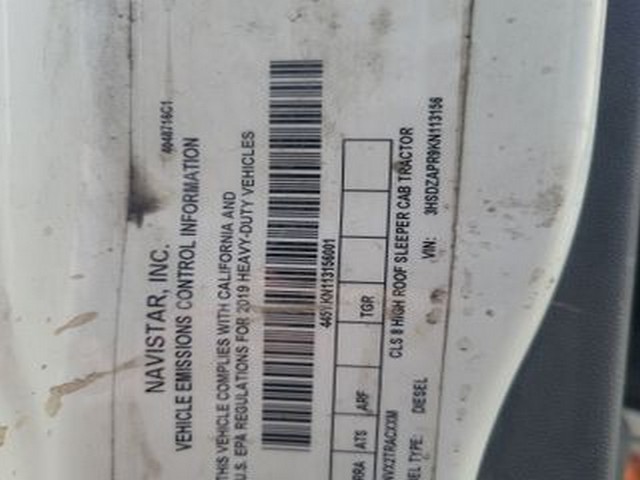 4048716C1
NAVISTAR, INC.
VEHICLE EMISSIONS CONTROL INFORMATION
THIS VEHICLE COMPLIES WITH CALIFORNIA AND
U.S. EPA REGULATIONS FOR 2019 HEAVY-DUTY VEHICLES
ATS ARF TGR
CLS 8 HIGH ROOF SLEEPER CAB TRACTOR
TYPE: DIESEL VIN: 3HSDZAPR9KN113156